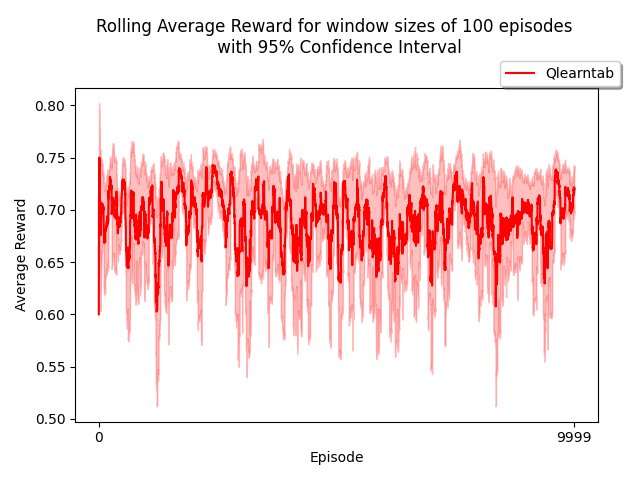 Rolling Average Reward for window sizes of 100 episodes
with 95% Confidence Interval
Qlearntab
0.80
0.75
0.70
0.65
0.60
0.55
0.50
Average Reward
0
9999
Episode